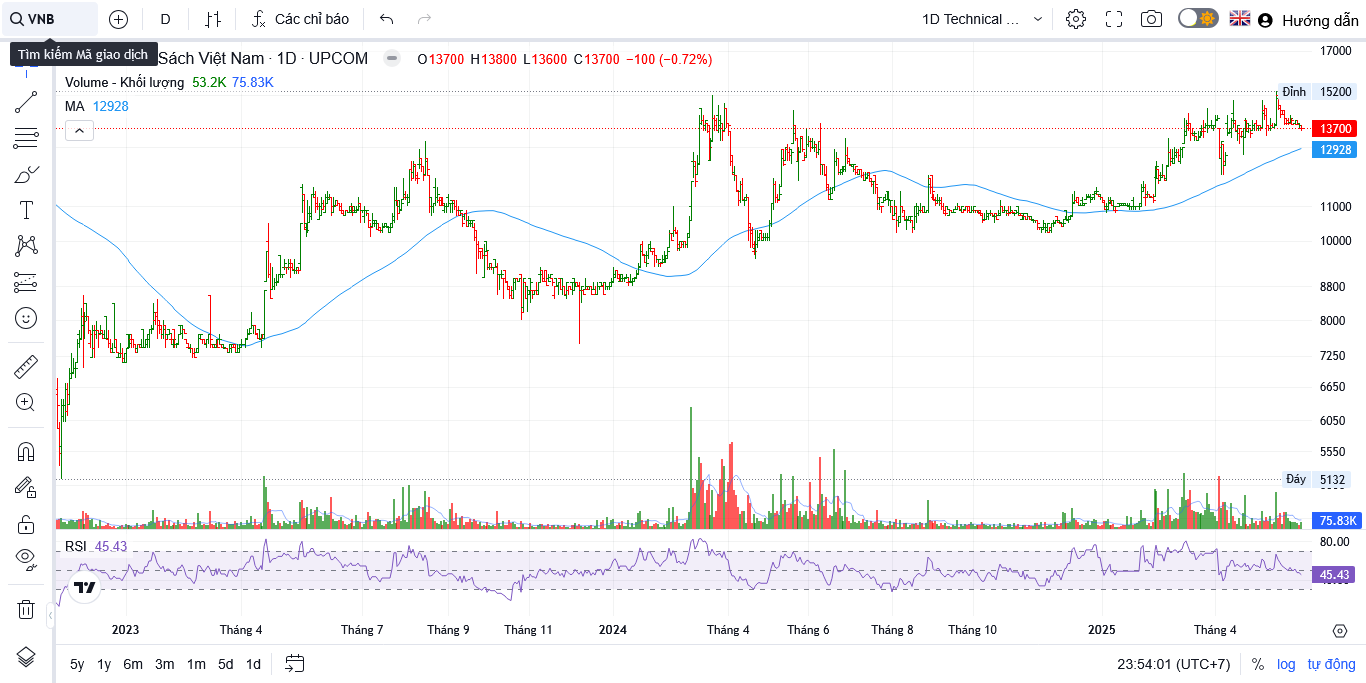 VNB
D
Các chỉ báo
1D Technical ...
Hướng dẫn
Tìm kiếm Mã giao dịch
Sách Việt Nam · 1D · UPCOM
O13700 H13800 L13600 C13700 −100 (−0.72%)
Volume - Khối lượng 53.2K 75.83K
MA 12928
17000
Đỉnh 15200
13700
12928
11000
10000
8800
8000
7250
6650
6050
5550
Đáy 5132
75.83K
RSI 45.43
80.00
45.43
2023 Tháng 4 Tháng 7 Tháng 9 Tháng 11 2024 Tháng 4 Tháng 6 Tháng 8 Tháng 10 2025 Tháng 4
5y 1y 6m 3m 1m 5d 1d
23:54:01 (UTC+7) % log tự động